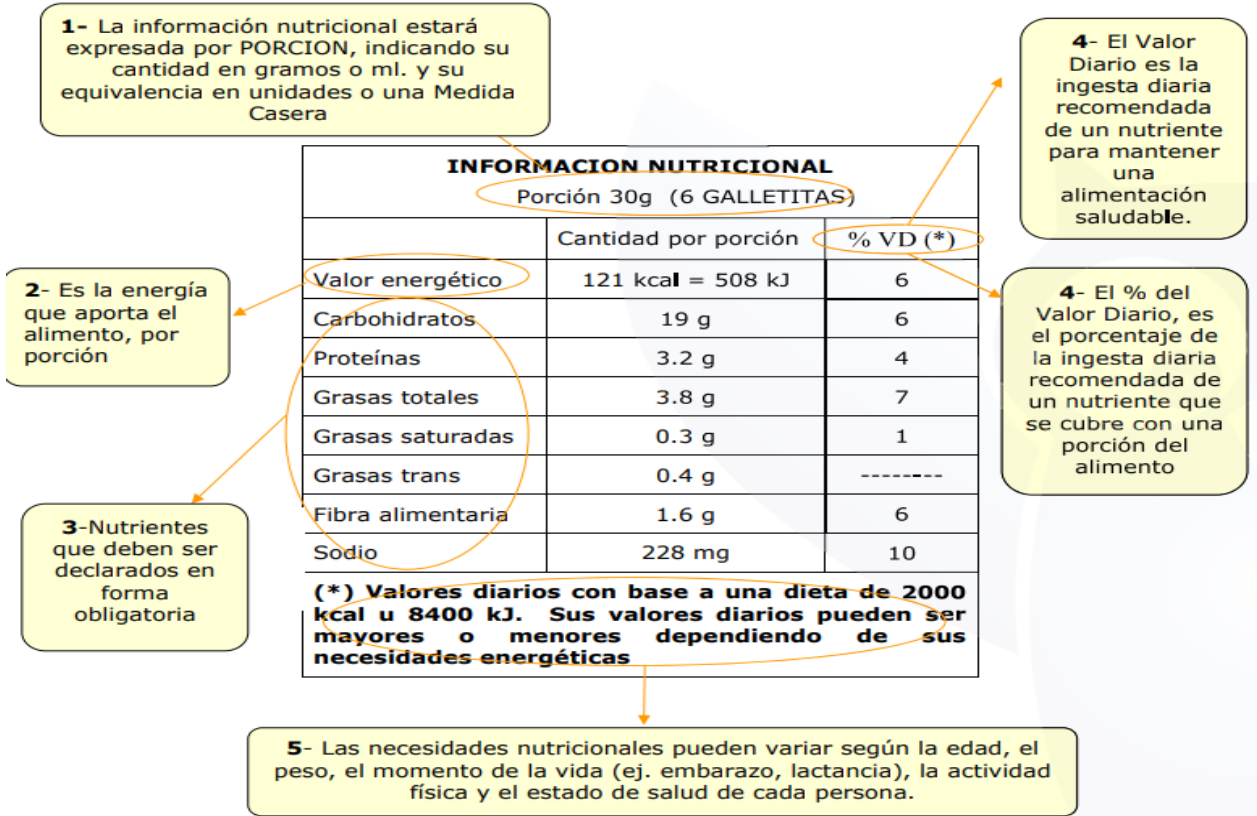 1- La información nutricional estará
expresada por PORCION, indicando su
cantidad en gramos o ml. y su
equivalencia en unidades o una Medida
Casera
4- El Valor
Diario es la
ingesta diaria
recomendada
de un nutriente
para mantener
una
alimentación
saludable.
INFORMACION NUTRICIONAL
Porción 30g (6 GALLETITAS)
Cantidad por porción % VD (*)
Valor energético 121 kcal = 508 kJ 6
Carbohidratos 19 g 6
Proteínas 3.2 g 4
Grasas totales 3.8 g 7
Grasas saturadas 0.3 g 1
Grasas trans 0.4 g --------
Fibra alimentaria 1.6 g 6
Sodio 228 mg 10
(*) Valores diarios con base a una dieta de 2000
kcal u 8400 kJ. Sus valores diarios pueden ser
mayores o menores dependiendo de sus
necesidades energéticas
2- Es la energía
que aporta el
alimento, por
porción
4- El % del
Valor Diario, es
el porcentaje de
la ingesta diaria
recomendada de
un nutriente que
se cubre con una
porción del
alimento
3-Nutrientes
que deben ser
declarados en
forma
obligatoria
5- Las necesidades nutricionales pueden variar según la edad, el
peso, el momento de la vida (ej. embarazo, lactancia), la actividad
física y el estado de salud de cada persona.